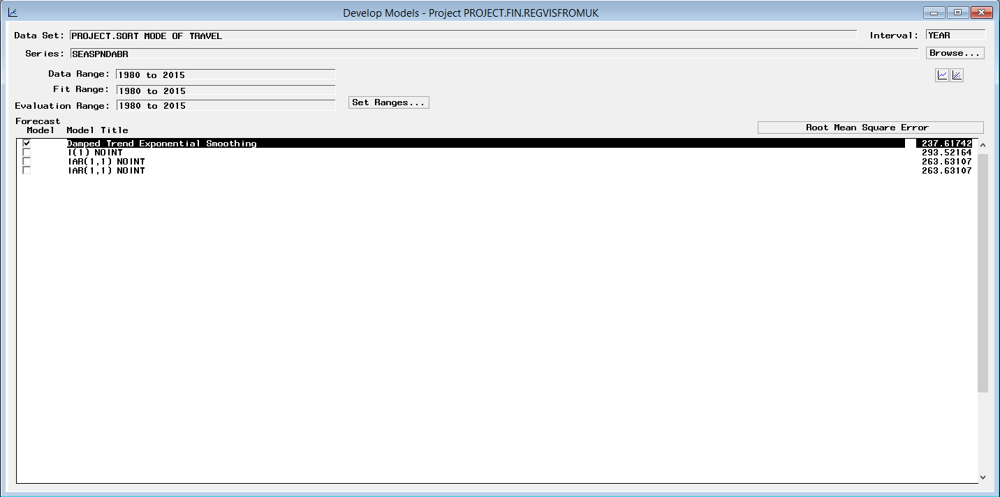 Develop Models - Project PROJECT.FIN.REGVISFROMUK
Data Set: PROJECT.SORT MODE OF TRAVEL Interval: YEAR
Series: SEASPNDABR Browse...
Data Range: 1980 to 2015
Fit Range: 1980 to 2015
Evaluation Range: 1980 to 2015 Set Ranges...
Forecast
Model Model Title Root Mean Square Error
Damped Trend Exponential Smoothing 237.61742
I(1) NOINT 293.52164
IAR(1,1) NOINT 263.63107
IAR(1,1) NOINT 263.63107